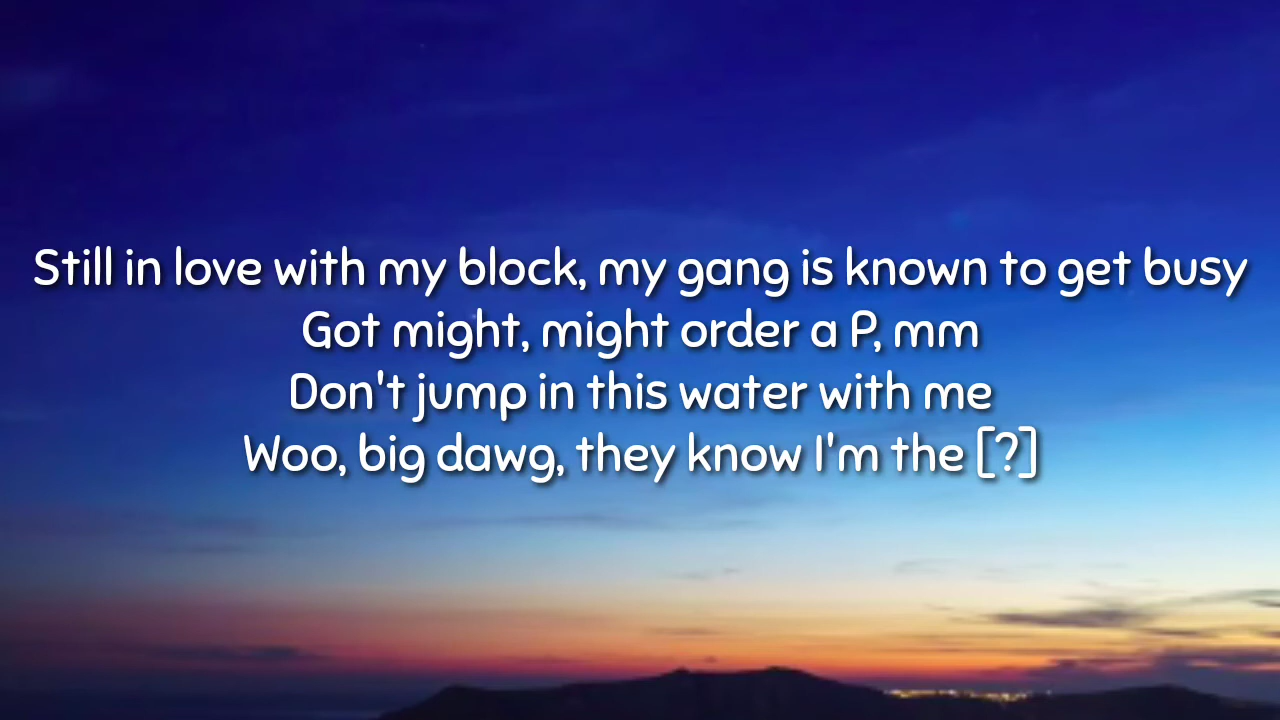 Still in love with my block, my gang is known to get busy
Got might, might order a P, mm
Don't jump in this water with me
Woo, big dawg, they know I'm the [?]